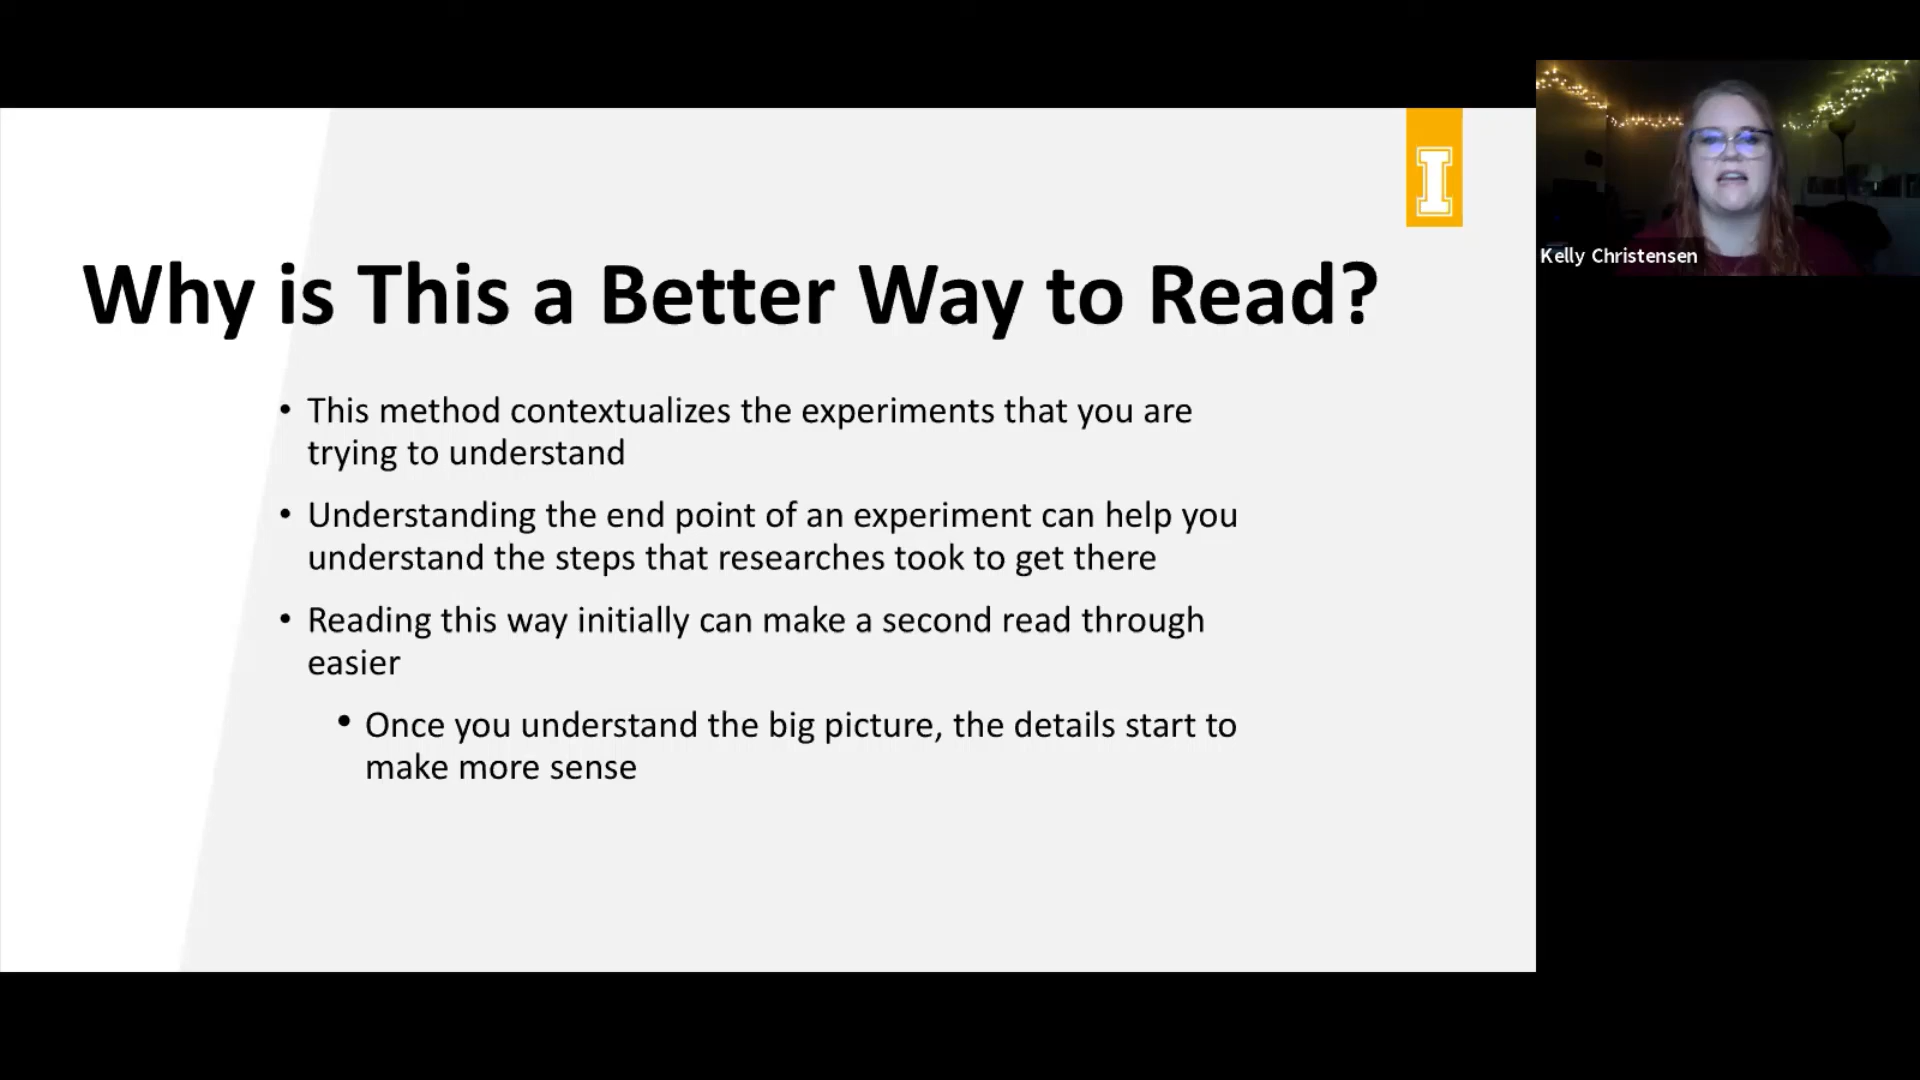 I
Why is This a Better Way to Read?
• This method contextualizes the experiments that you are
trying to understand
• Understanding the end point of an experiment can help you
understand the steps that researches took to get there
• Reading this way initially can make a second read through
easier
• Once you understand the big picture, the details start to
make more sense
Kelly Christensen